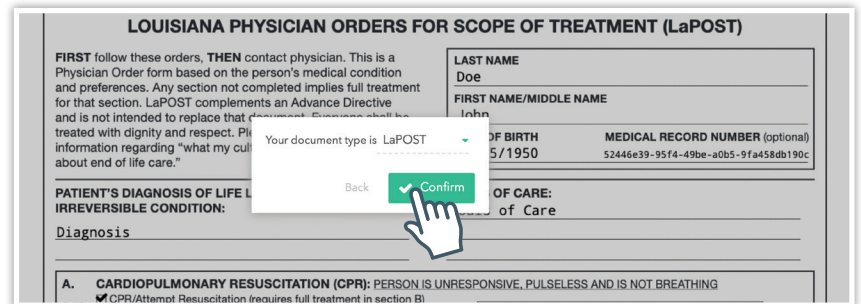 LOUISIANA PHYSICIAN ORDERS FOR SCOPE OF TREATMENT (LaPOST)
FIRST follow these orders, THEN contact physician. This is a
Physician Order form based on the person's medical condition
and preferences. Any section not completed implies full treatment
for that section. LaPOST complements an Advance Directive
and is not intended to replace that document. Everyone shall be
treated with dignity and respect.
information regarding "what my
about end of life care."
LAST NAME
Doe
FIRST NAME/MIDDLE NAME
John
OF BIRTH
5/1950
MEDICAL RECORD NUMBER (optional)
52446e39-95f4-49be-a0b5-9fa458db190c
Your document type is LaPOST
Back
Confirm
PATIENT'S DIAGNOSIS OF LIFE
IRREVERSIBLE CONDITION:
Diagnosis
OF CARE:
of Care
A. CARDIOPULMONARY RESUSCITATION (CPR): PERSON IS UNRESPONSIVE, PULSELESS AND IS NOT BREATHING
CPR/Attempt Resuscitation (requires full treatment in section B)